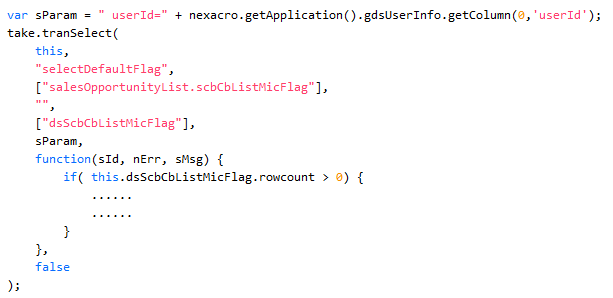 var sParam = " userId=" + nexacro.getApplication().gdsUserInfo.getColumn(0,'userId');
take.tranSelect(
    this,
    "selectDefaultFlag",
    ["salesOpportunityList.scbCbListMicFlag"],
    "",
    ["dsScbCbListMicFlag"],
    sParam,
    function(sId, nErr, sMsg) {
        if( this.dsScbCbListMicFlag.rowcount > 0) {
            ......
            ......
        }
    },
    false
);